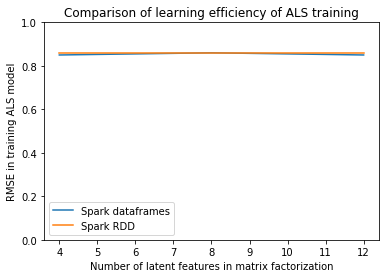 Comparison of learning efficiency of ALS training
RMSE in training ALS model
1.0
0.8
0.6
0.4
0.2
0.0
Spark dataframes
Spark RDD
4 5 6 7 8 9 10 11 12
Number of latent features in matrix factorization